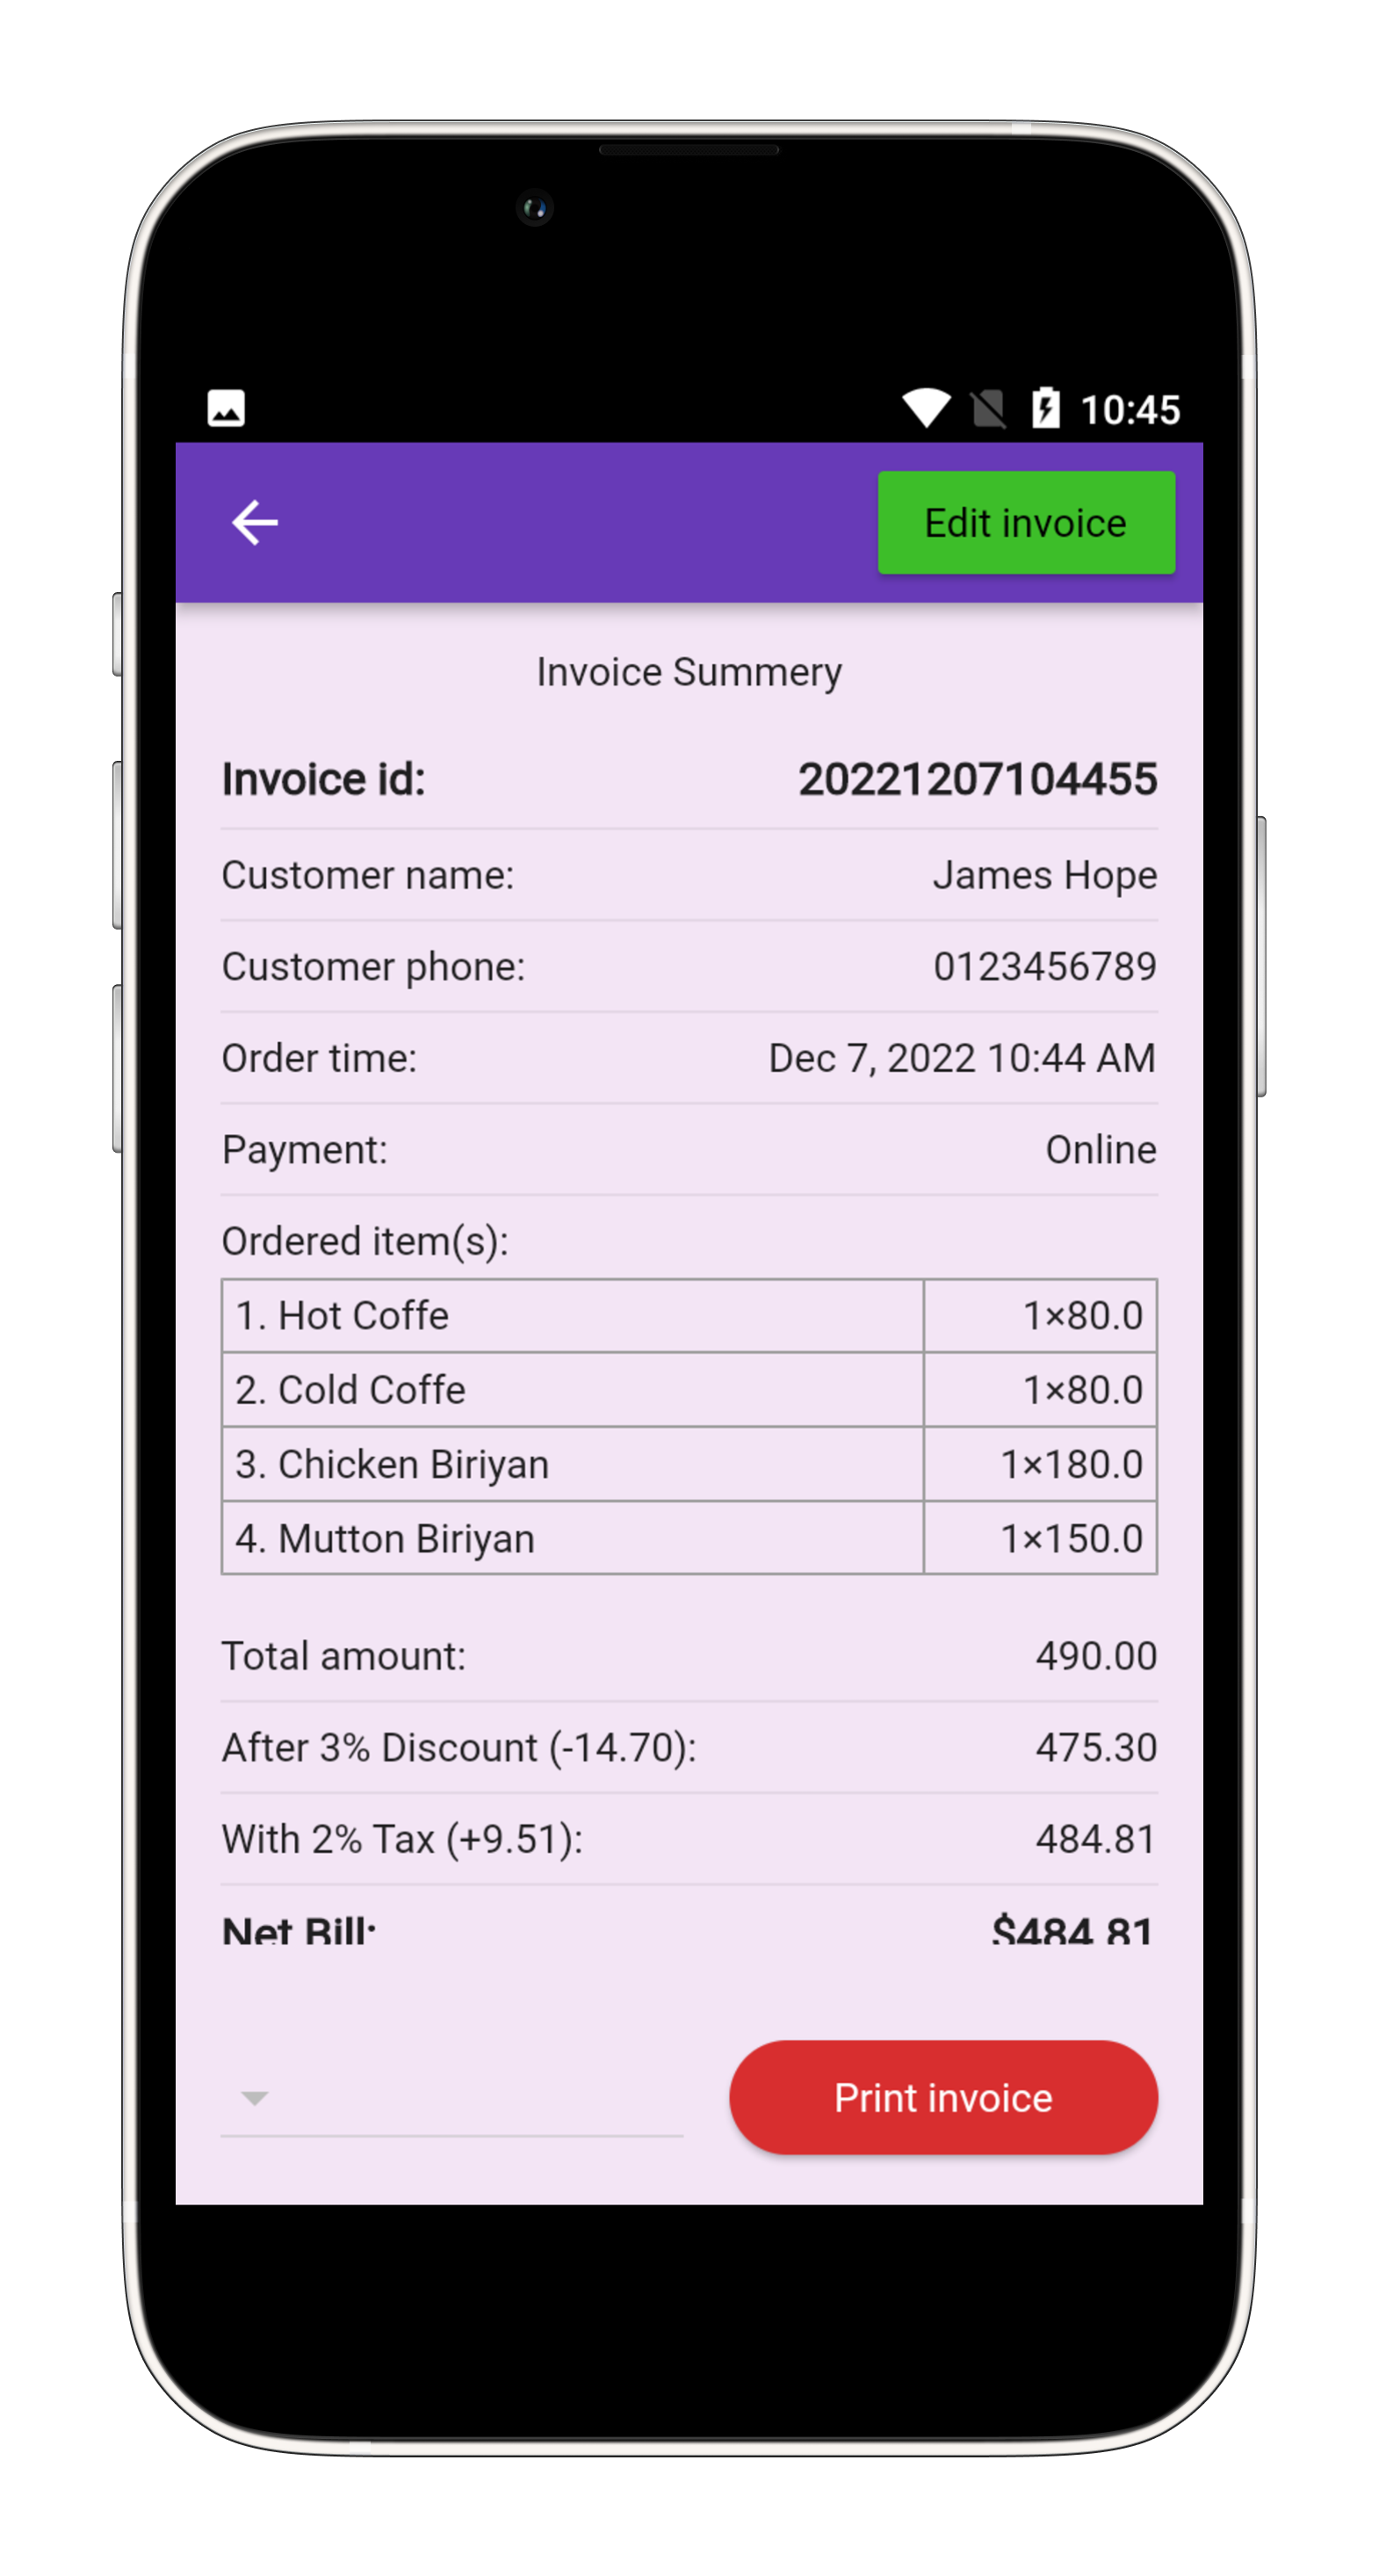 10:45
Edit invoice
Invoice Summery
Invoice id: 20221207104455
Customer name: James Hope
Customer phone: 0123456789
Order time: Dec 7, 2022 10:44 AM
Payment: Online
Ordered item(s):
1. Hot Coffe 1×80.0
2. Cold Coffe 1×80.0
3. Chicken Biriyan 1×180.0
4. Mutton Biriyan 1×150.0
Total amount: 490.00
After 3% Discount (-14.70): 475.30
With 2% Tax (+9.51): 484.81
Net Bill: $484.81
Print invoice